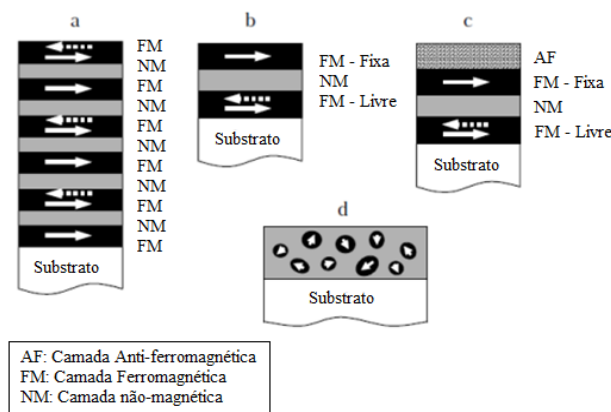 a
FM
NM
FM
NM
FM
NM
FM
NM
FM
NM
FM
Substrato
b
FM - Fixa
NM
FM - Livre
Substrato
c
AF
FM - Fixa
NM
FM - Livre
Substrato
d
Substrato
AF: Camada Anti-ferromagnética
FM: Camada Ferromagnética
NM: Camada não-magnética